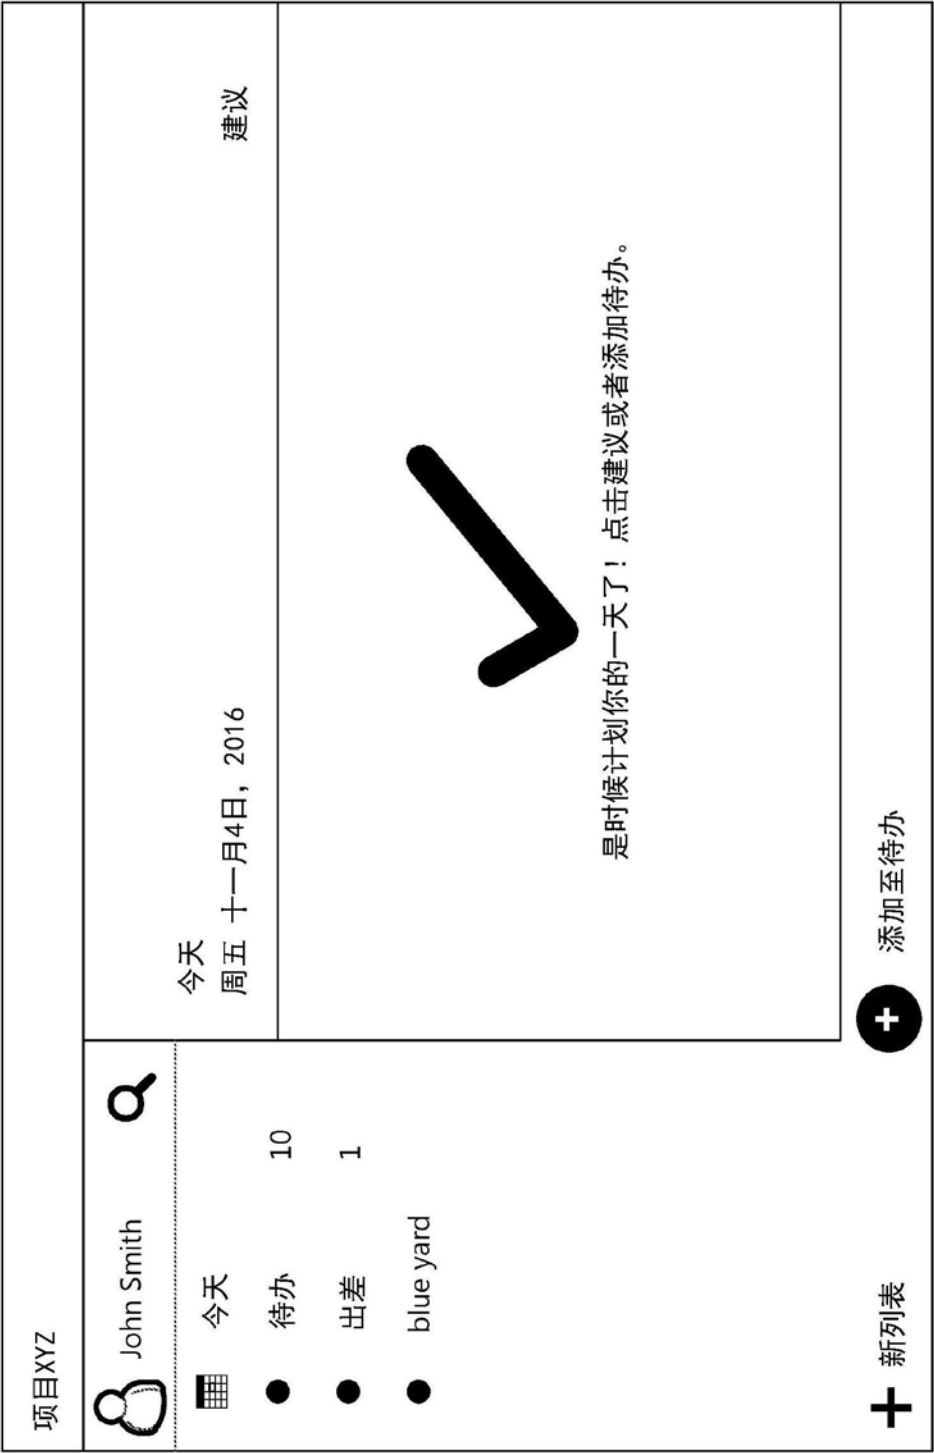 项目XYZ
John Smith
今天
待办 10
出差 1
blue yard
新列表
今天
周五 十一月4日，2016
建议
是时候计划你的一天了！点击建议或者添加待办。
添加至待办